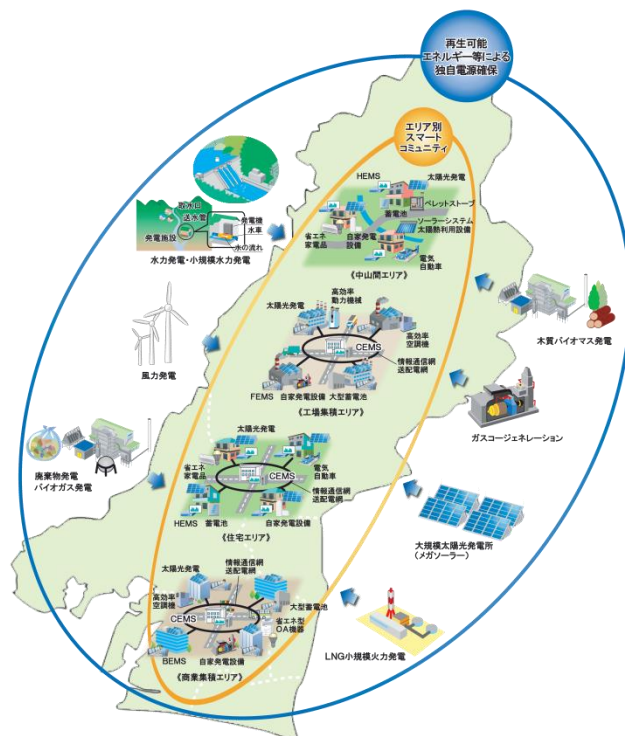 再生可能
エネルギー等による
独自電源確保
エリア別
スマート
コミュニティ
HEMS
太陽光発電
ペレットストーブ
蓄電池
ソーラーシステム
太陽熱利用設備
省エネ
家電品
自家発電
設備
電気
自動車
《中山間エリア》
取水口
送水管
発電施設
発電機
水車
水の流れ
水力発電・小規模水力発電
太陽光発電
高効率
動力機械
高効率
空調機
CEMS
情報通信網
送配電網
FEMS
自家発電設備
大型蓄電池
《工場集積エリア》
木質バイオマス発電
風力発電
ガスコージェネレーション
太陽光発電
省エネ
家電品
電気
自動車
CEMS
情報通信網
送配電網
HEMS
蓄電池
自家発電設備
《住宅エリア》
廃棄物発電
バイオガス発電
大規模太陽光発電所
（メガソーラー）
太陽光発電
情報通信網
送配電網
高効率
空調機
大型蓄電池
CEMS
省エネ型
OA機器
BEMS
自家発電設備
《商業集積エリア》
LNG小規模火力発電